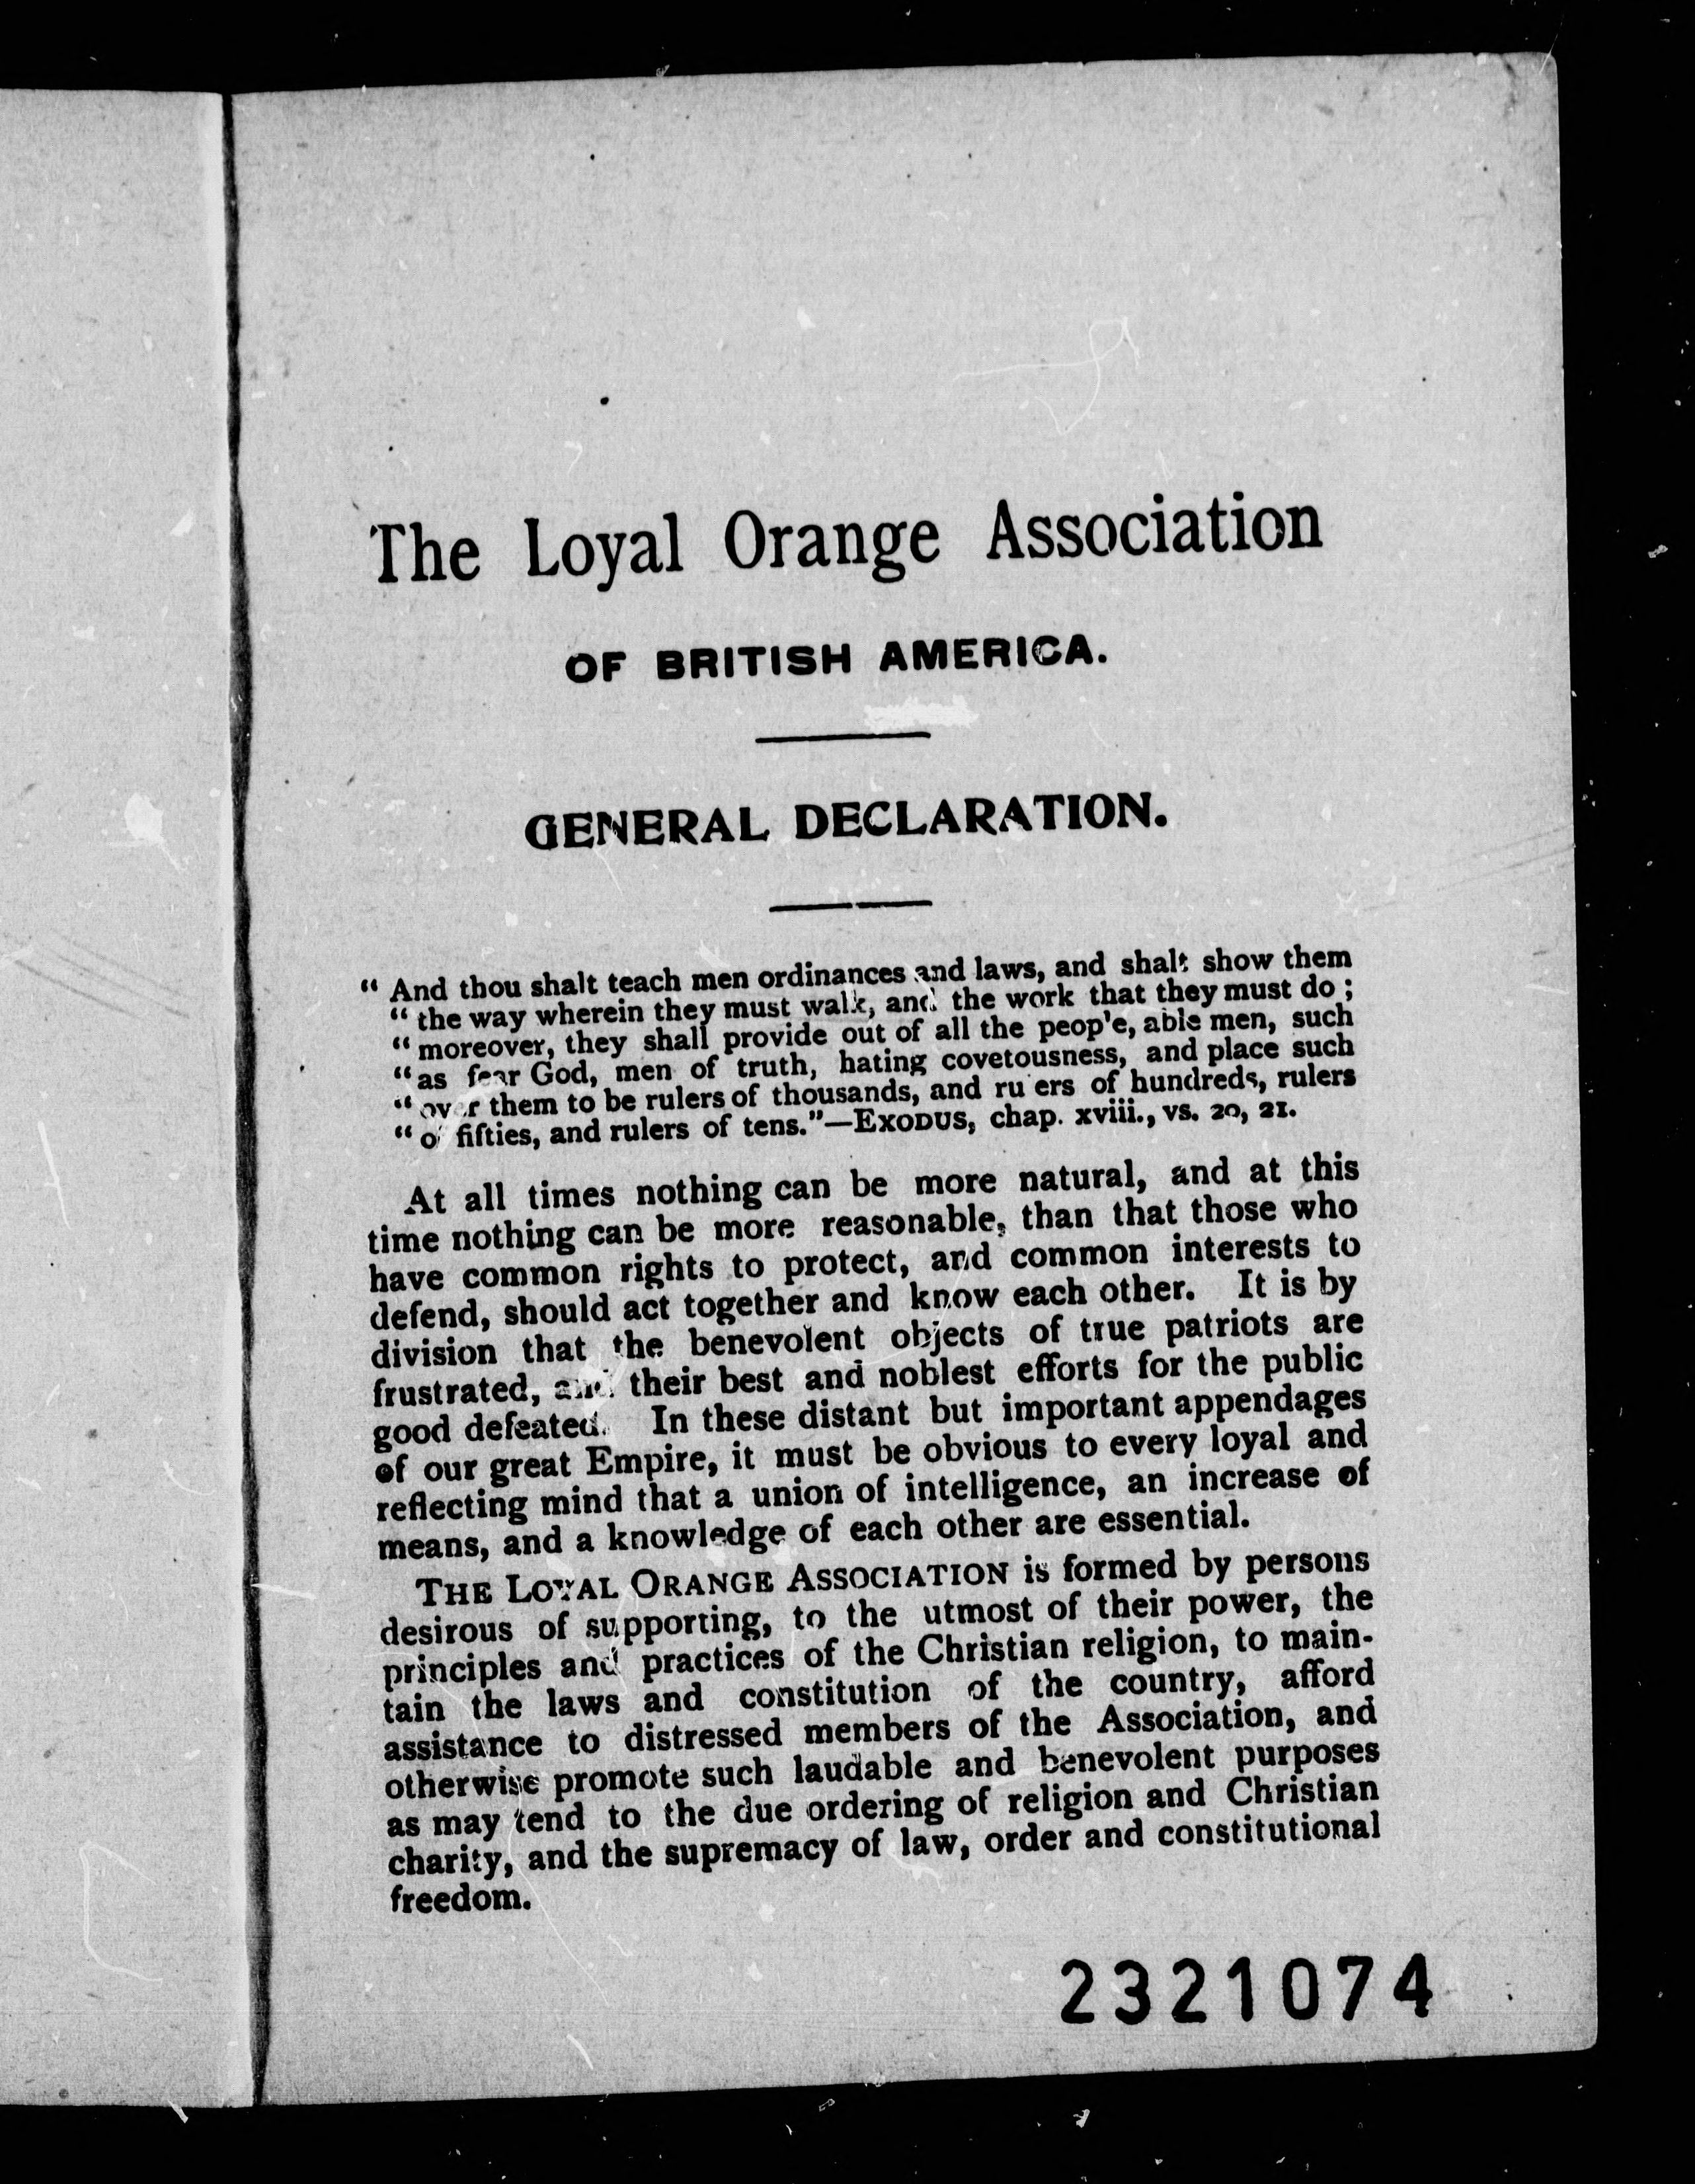 The Loyal Orange Association
OF BRITISH AMERICA.
GENERAL DECLARATION.
“ And thou shalt teach men ordinances and laws, and shalt show them
“ the way wherein they must walk, and the work that they must do ;
“ moreover, they shall provide out of all the peop'e, able men, such
“ as fear God, men of truth, hating covetousness, and place such
“ over them to be rulers of thousands, and ru ers of hundreds, rulers
“ of fifties, and rulers of tens.”—EXODUS, chap. xviii., vs. 20, 21.
At all times nothing can be more natural, and at this
time nothing can be more reasonable, than that those who
have common rights to protect, and common interests to
defend, should act together and know each other. It is by
division that the benevolent objects of true patriots are
frustrated, and their best and noblest efforts for the public
good defeated. In these distant but important appendages
of our great Empire, it must be obvious to every loyal and
reflecting mind that a union of intelligence, an increase of
means, and a knowledge of each other are essential.
THE LOYAL ORANGE ASSOCIATION is formed by persons
desirous of supporting, to the utmost of their power, the
principles and practices of the Christian religion, to main-
tain the laws and constitution of the country, afford
assistance to distressed members of the Association, and
otherwise promote such laudable and benevolent purposes
as may tend to the due ordering of religion and Christian
charity, and the supremacy of law, order and constitutional
freedom.
2321074